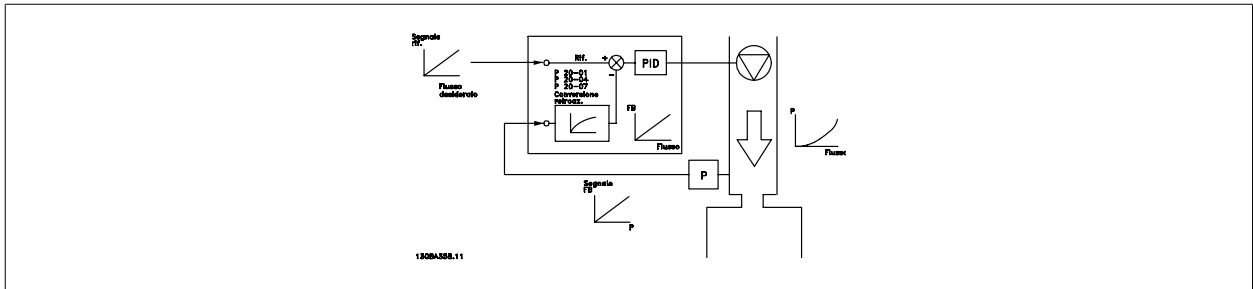 Segnale
rif.
Flusso
desiderato
Rif.
+
-
P 20-01
P 20-04
P 20-07
Conversione
retroaz.
PID
FB
Flusso
P
Flusso
P
Segnale
FB
P
130BA358.11